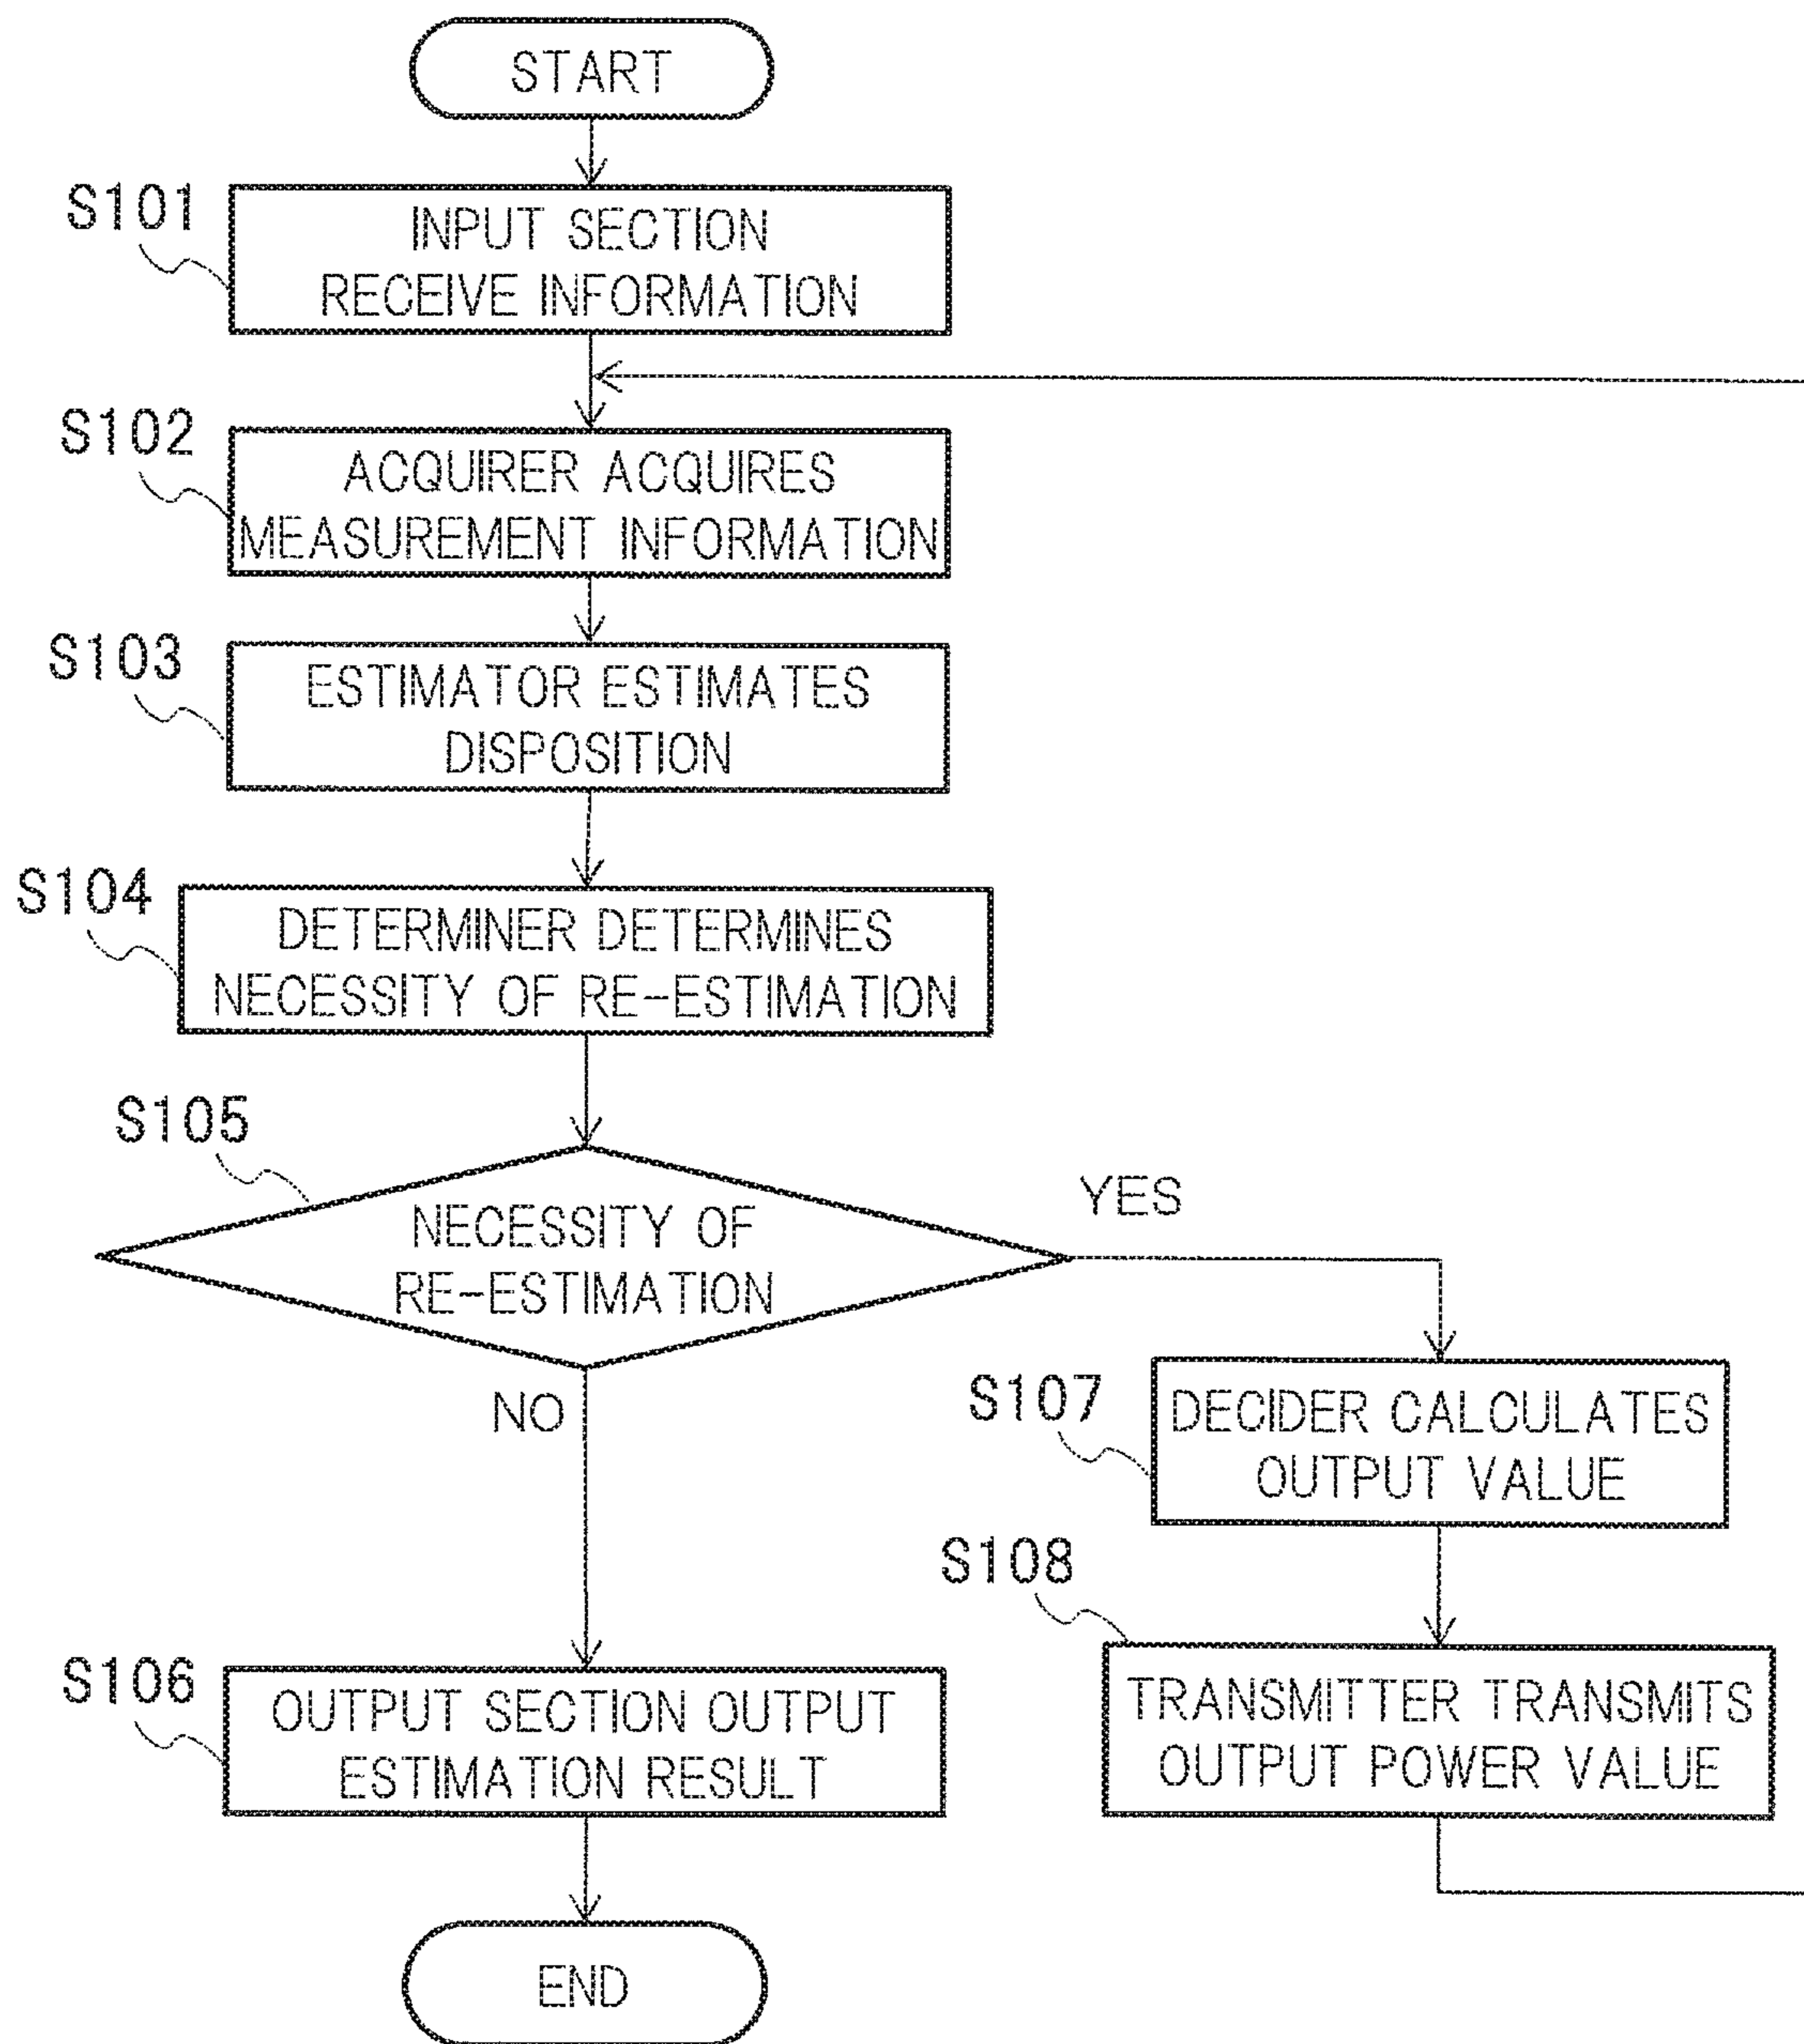 START
S101
INPUT SECTION
RECEIVE INFORMATION
S102
ACQUIRER ACQUIRES
MEASUREMENT INFORMATION
S103
ESTIMATOR ESTIMATES
DISPOSITION
S104
DETERMINER DETERMINES
NECESSITY OF RE-ESTIMATION
S105
NECESSITY OF
RE-ESTIMATION
YES
NO
S107
DECIDER CALCULATES
OUTPUT VALUE
S108
TRANSMITTER TRANSMITS
OUTPUT POWER VALUE
S106
OUTPUT SECTION OUTPUT
ESTIMATION RESULT
END